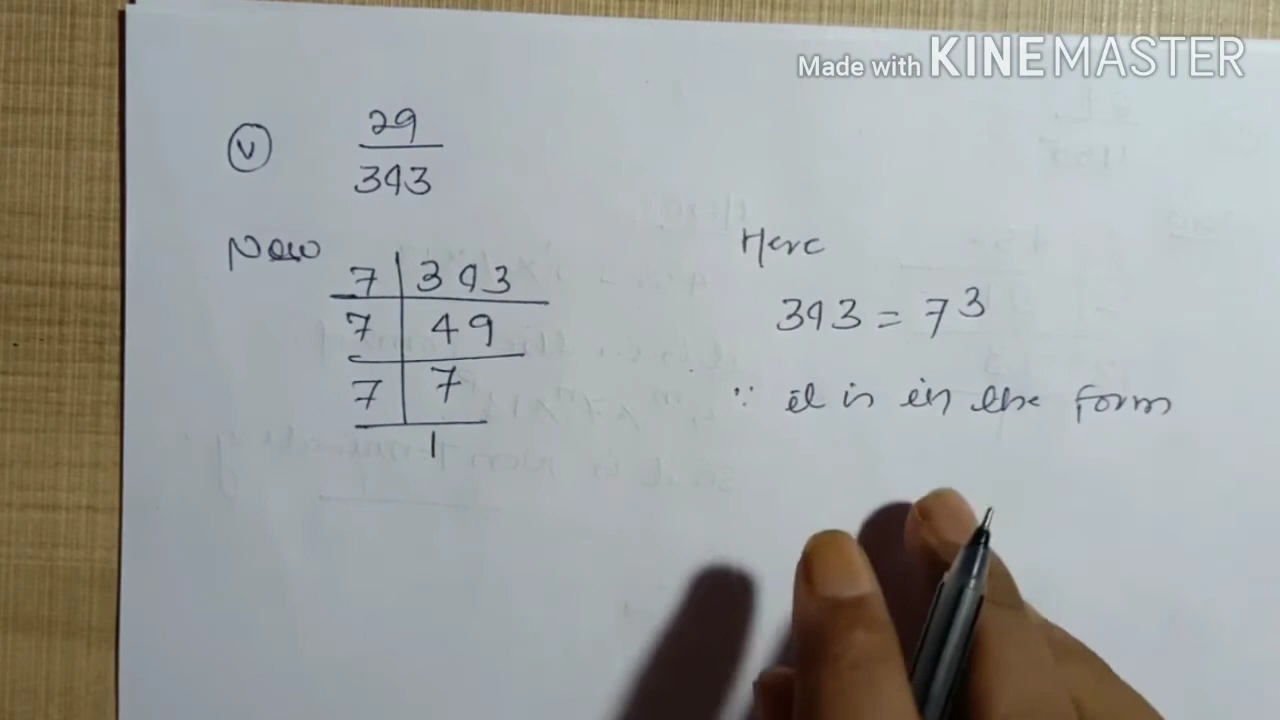 Made with KINEMASTER
(v) 29/343
Now
7 | 343
7 | 49
7 | 7
1
Here
343 = 7³
∵ it is in the form